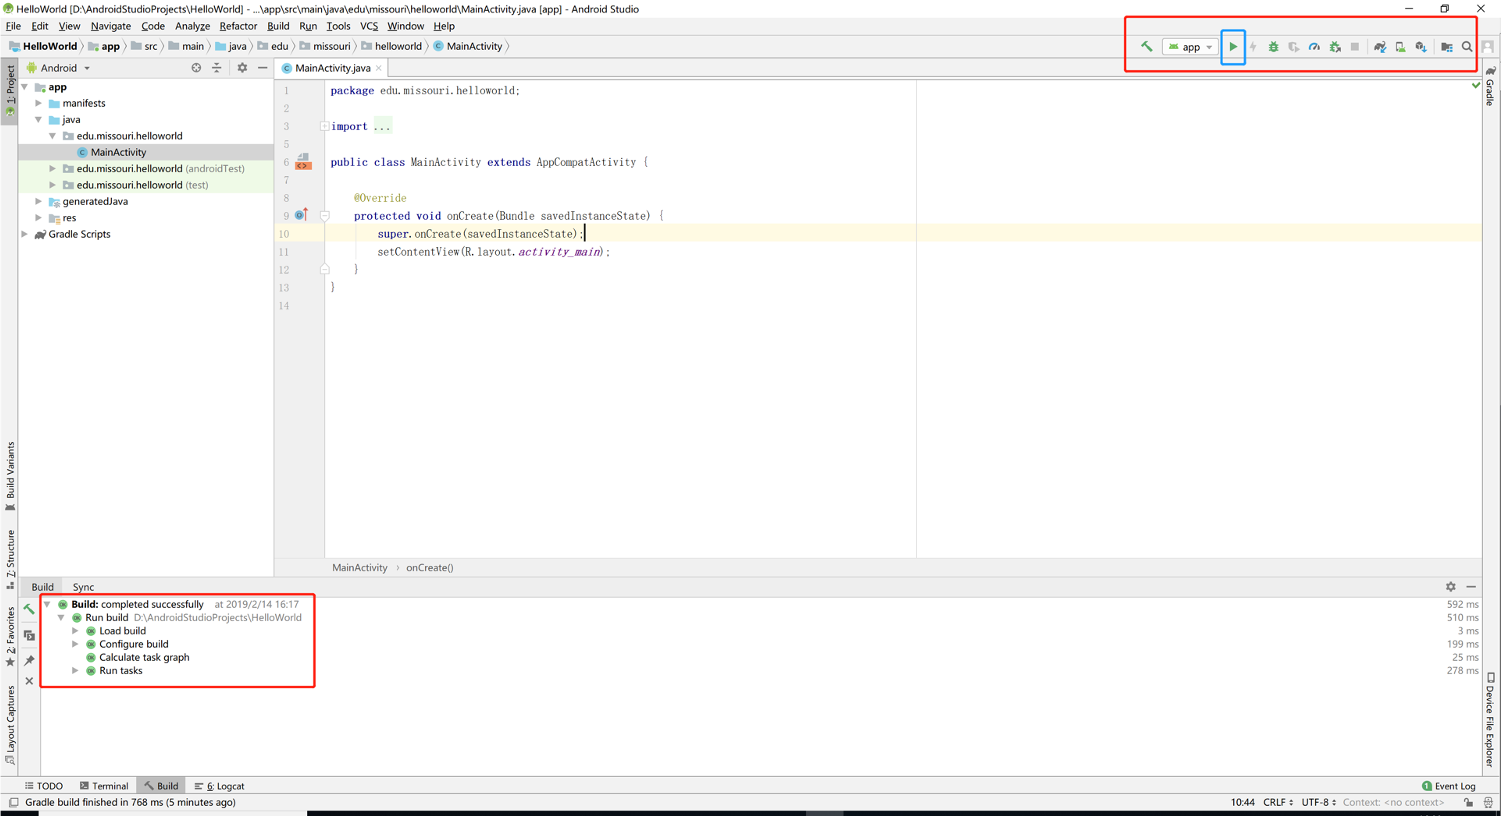 HelloWorld [D:\AndroidStudioProjects\HelloWorld] - ...\app\src\main\java\edu\missouri\helloworld\MainActivity.java [app] - Android Studio
File Edit View Navigate Code Analyze Refactor Build Run Tools VCS Window Help
HelloWorld app src main java edu missouri helloworld MainActivity
app
1: Project
Android
MainActivity.java
Gradle
app
manifests
java
edu.missouri.helloworld
MainActivity
edu.missouri.helloworld (androidTest)
edu.missouri.helloworld (test)
generatedJava
res
Gradle Scripts
1 package edu.missouri.helloworld;
2
3 import ...
5
6 public class MainActivity extends AppCompatActivity {
7
8 @Override
9 protected void onCreate(Bundle savedInstanceState) {
10 super.onCreate(savedInstanceState);
11 setContentView(R.layout.activity_main);
12 }
13 }
14
MainActivity › onCreate()
Build Variants
Z: Structure
2: Favorites
Layout Captures
Build Sync
Build: completed successfully at 2019/2/14 16:17 592 ms
Run build D:\AndroidStudioProjects\HelloWorld 510 ms
Load build 3 ms
Configure build 199 ms
Calculate task graph 25 ms
Run tasks 278 ms
Device File Explorer
TODO Terminal Build 6: Logcat 1 Event Log
Gradle build finished in 768 ms (5 minutes ago) 10:44 CRLF UTF-8 Context: <no context>